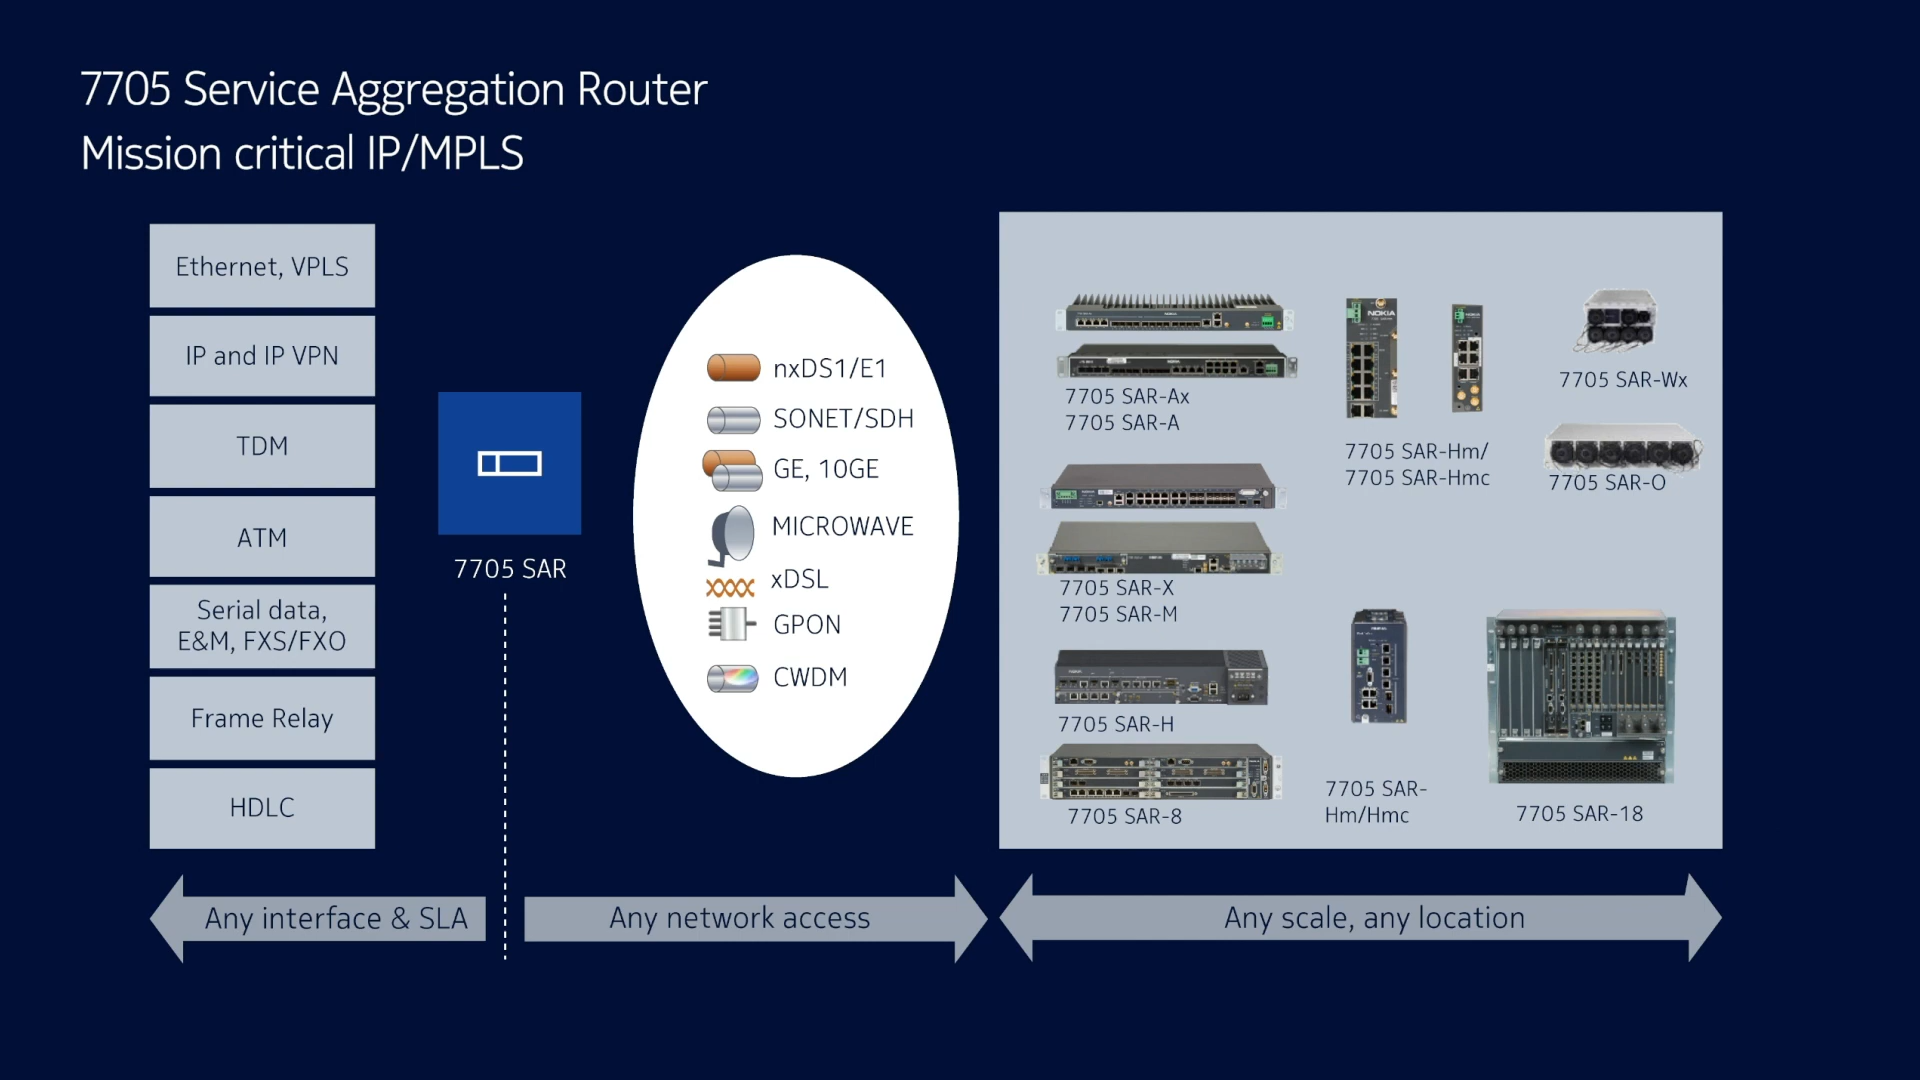 7705 Service Aggregation Router
Mission critical IP/MPLS
Ethernet, VPLS
IP and IP VPN
TDM
ATM
Serial data,
E&M, FXS/FXO
Frame Relay
HDLC
7705 SAR
nxDS1/E1
SONET/SDH
GE, 10GE
MICROWAVE
xDSL
GPON
CWDM
7705 SAR-Ax
7705 SAR-A
7705 SAR-X
7705 SAR-M
7705 SAR-H
7705 SAR-8
NOKIA
7705 SAR-Hm/
7705 SAR-Hmc
7705 SAR-Wx
7705 SAR-O
7705 SAR-
Hm/Hmc
7705 SAR-18
Any interface & SLA
Any network access
Any scale, any location